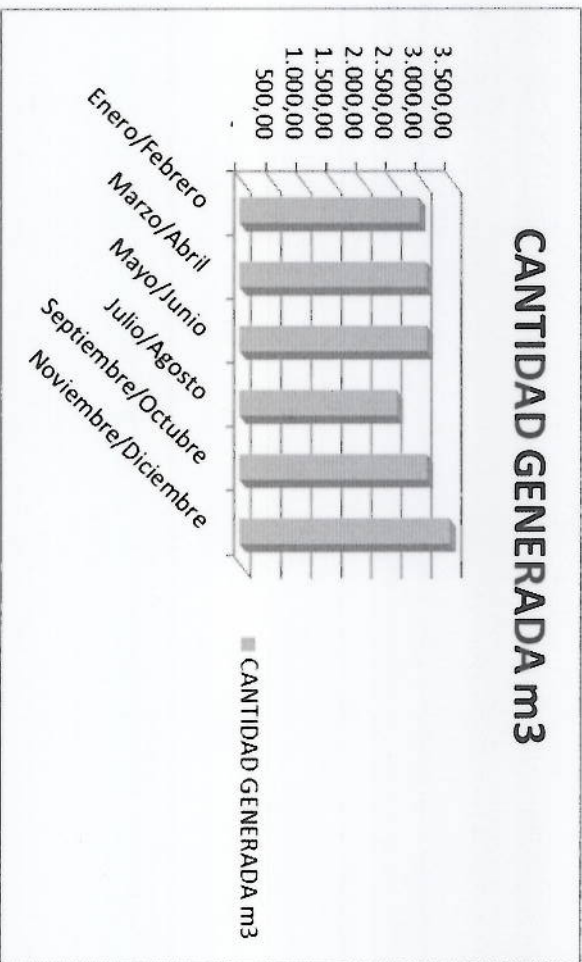 CANTIDAD GENERADA m3
3.500,00
3.000,00
2.500,00
2.000,00
1.500,00
1.000,00
500,00
-
Enero/Febrero
Marzo/Abril
Mayo/Junio
Julio/Agosto
Septiembre/Octubre
Noviembre/Diciembre
CANTIDAD GENERADA m3